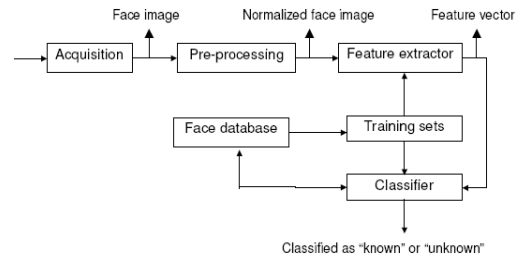 Face image
Normalized face image
Feature vector
Acquisition
Pre-processing
Feature extractor
Face database
Training sets
Classifier
Classified as “known” or “unknown”